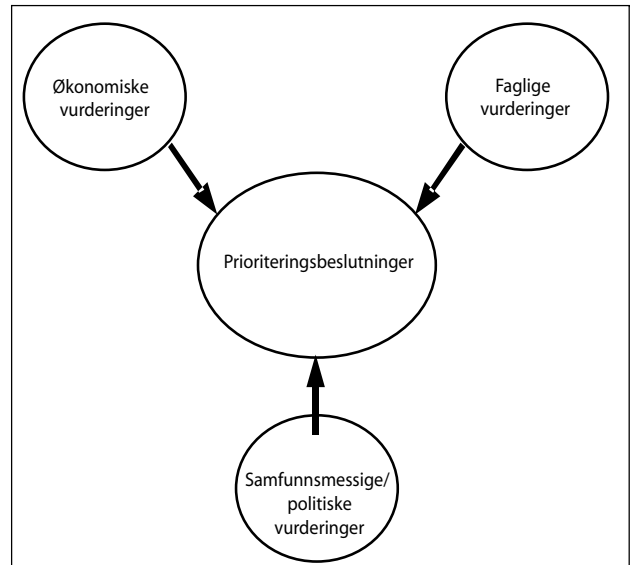 Økonomiske
vurderinger
Faglige
vurderinger
Prioriteringsbeslutninger
Samfunnsmessige/
politiske
vurderinger